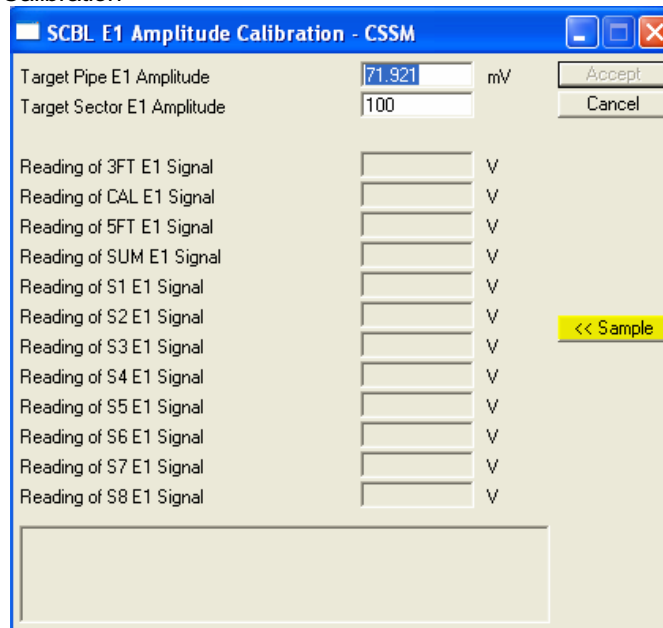 Calibration
SCBL E1 Amplitude Calibration - CSSM
Target Pipe E1 Amplitude 71.921 mV Accept
Target Sector E1 Amplitude 100 Cancel
Reading of 3FT E1 Signal V
Reading of CAL E1 Signal V
Reading of 5FT E1 Signal V
Reading of SUM E1 Signal V
Reading of S1 E1 Signal V
Reading of S2 E1 Signal V
<< Sample
Reading of S3 E1 Signal V
Reading of S4 E1 Signal V
Reading of S5 E1 Signal V
Reading of S6 E1 Signal V
Reading of S7 E1 Signal V
Reading of S8 E1 Signal V